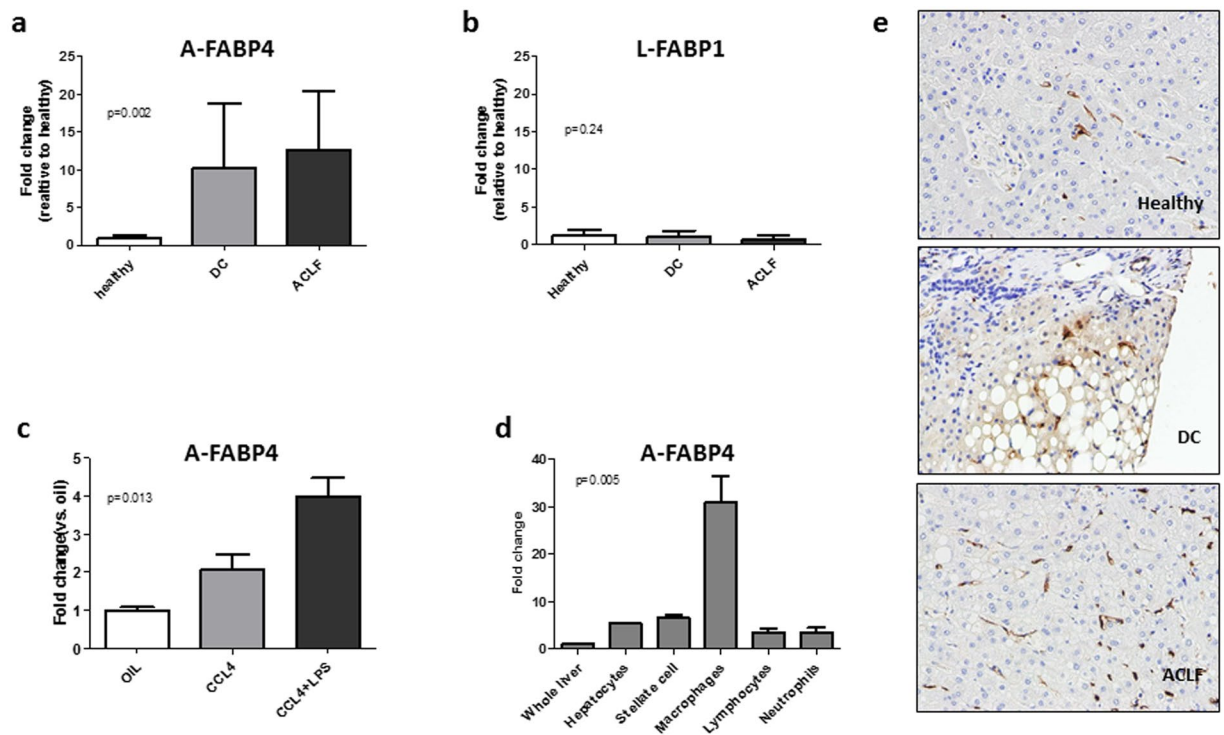 a
A-FABP4
Fold change
(realtive to healthy)
25
20
15
10
5
0
p=0.002
healthy
DC
ACLF
b
L-FABP1
Fold change
(relative to healthy)
25
20
15
10
5
0
p=0.24
Healthy
DC
ACLF
c
A-FABP4
Fold change(vs. oil)
5
4
3
2
1
0
p=0.013
OIL
CCL4
CCL4+LPS
d
A-FABP4
Fold change
40
30
20
10
0
p=0.005
Whole liver
Hepatocytes
Stellate cell
Macrophages
Lymphocytes
Neutrophils
e
Healthy
DC
ACLF